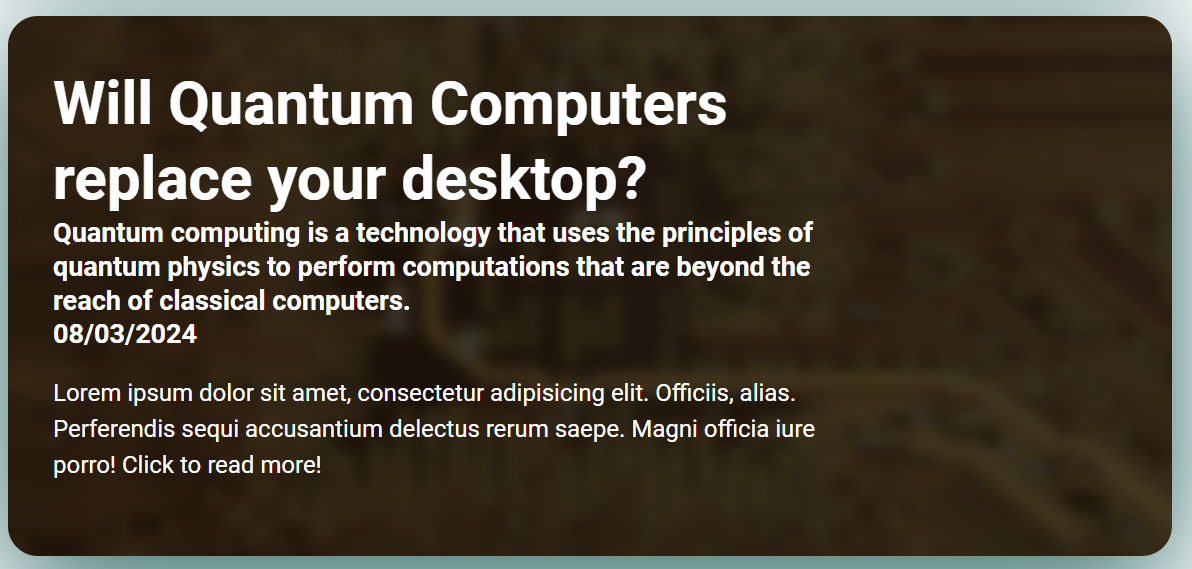 Will Quantum Computers
replace your desktop?
Quantum computing is a technology that uses the principles of
quantum physics to perform computations that are beyond the
reach of classical computers.
08/03/2024
Lorem ipsum dolor sit amet, consectetur adipisicing elit. Officiis, alias.
Perferendis sequi accusantium delectus rerum saepe. Magni officia iure
porro! Click to read more!